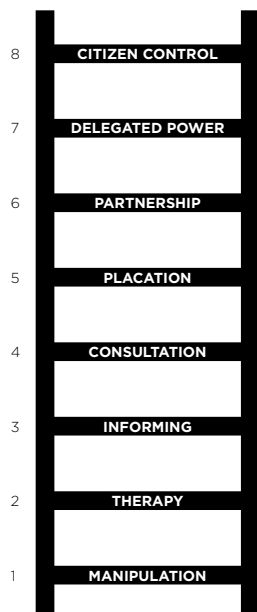 8 CITIZEN CONTROL
7 DELEGATED POWER
6 PARTNERSHIP
5 PLACATION
4 CONSULTATION
3 INFORMING
2 THERAPY
1 MANIPULATION